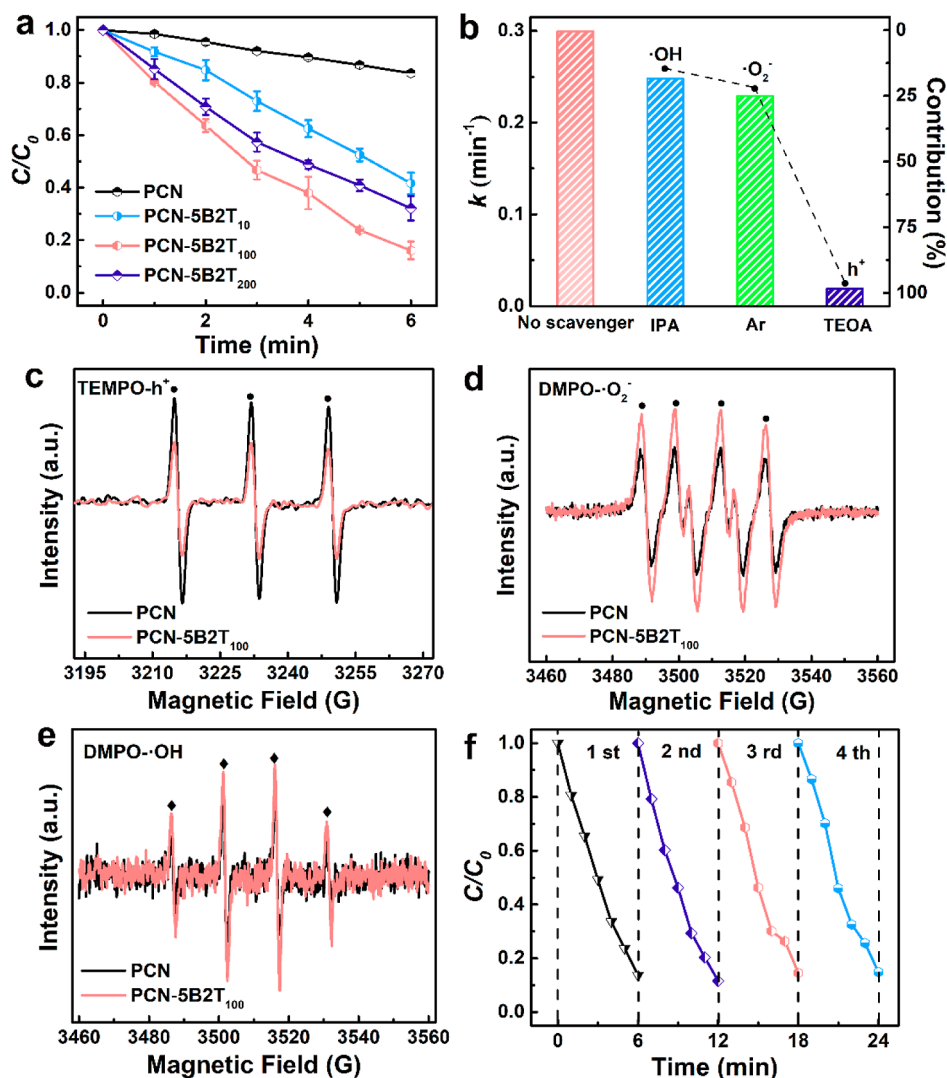 a
C/C₀
1.0
0.8
0.6
0.4
0.2
0.0
PCN
PCN-5B2T₁₀
PCN-5B2T₁₀₀
PCN-5B2T₂₀₀
0 2 4 6
Time (min)
b
k (min⁻¹)
0.3
0.2
0.1
0.0
·OH
·O₂⁻
h⁺
No scavenger IPA Ar TEOA
0
25
50
75
100
Contribution (%)
c
TEMPO-h⁺
Intensity (a.u.)
PCN
PCN-5B2T₁₀₀
3195 3210 3225 3240 3255 3270
Magnetic Field (G)
d
DMPO-·O₂⁻
Intensity (a.u.)
PCN
PCN-5B2T₁₀₀
3460 3480 3500 3520 3540 3560
Magnetic Field (G)
e
DMPO-·OH
Intensity (a.u.)
PCN
PCN-5B2T₁₀₀
3460 3480 3500 3520 3540 3560
Magnetic Field (G)
f
C/C₀
1.0
0.8
0.6
0.4
0.2
0.0
1 st 2 nd 3 rd 4 th
0 6 12 18 24
Time (min)